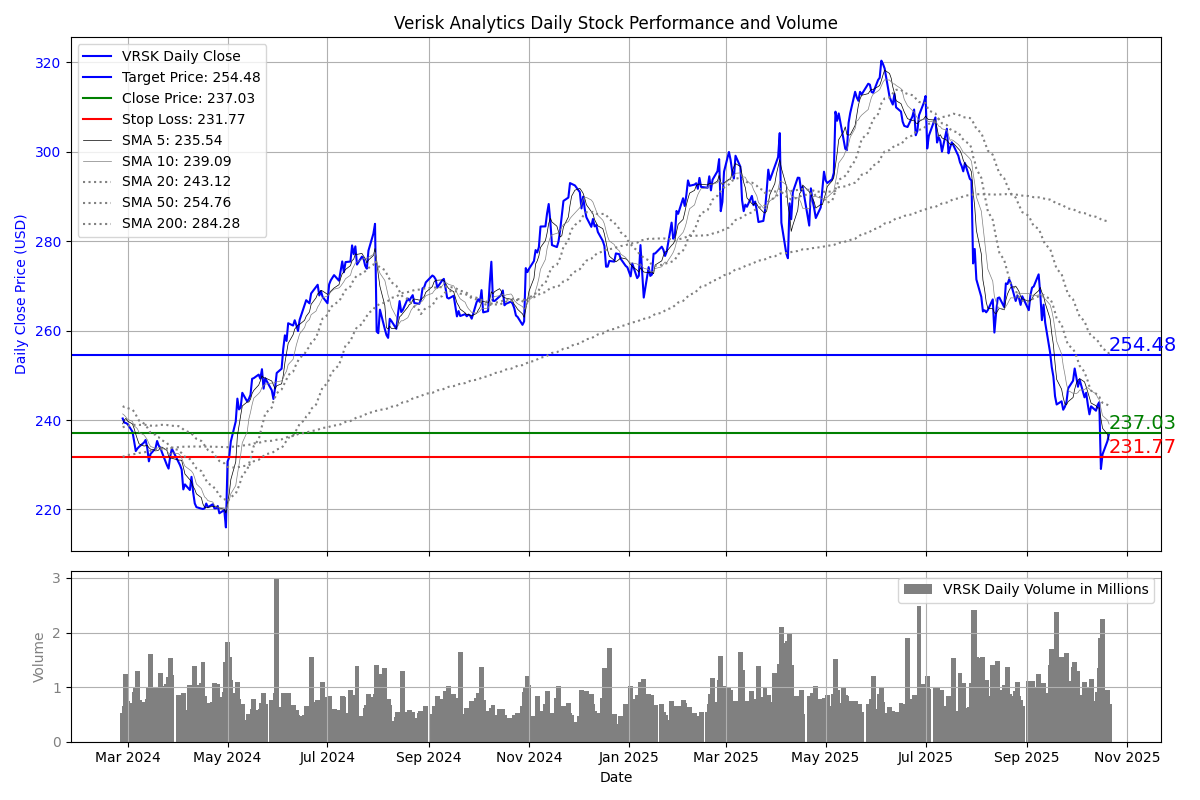 Verisk Analytics Daily Stock Performance and Volume
Daily Close Price (USD)
320
300
280
260
240
220
VRSK Daily Close
Target Price: 254.48
Close Price: 237.03
Stop Loss: 231.77
SMA 5: 235.54
SMA 10: 239.09
SMA 20: 243.12
SMA 50: 254.76
SMA 200: 284.28
254.48
237.03
231.77
Volume
3
2
1
0
VRSK Daily Volume in Millions
Mar 2024 May 2024 Jul 2024 Sep 2024 Nov 2024 Jan 2025 Mar 2025 May 2025 Jul 2025 Sep 2025 Nov 2025
Date